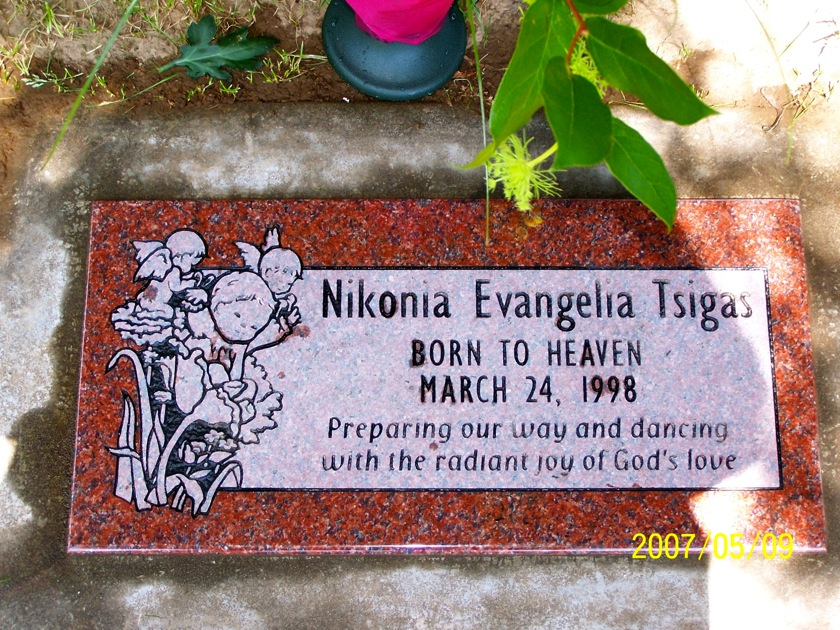 Nikonia Evangelia Tsigas
BORN TO HEAVEN
MARCH 24, 1998
Preparing our way and dancing
with the radiant joy of God's love
2007/05/09